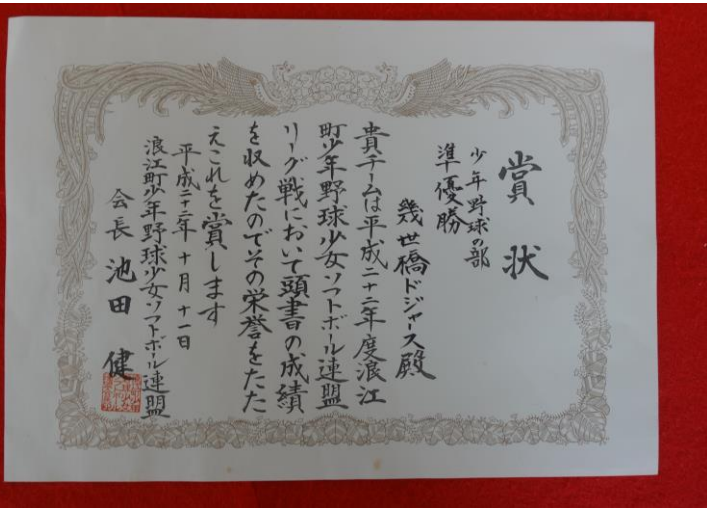 賞状
少年野球の部
準優勝
幾世橋ドジャース殿
貴チームは平成二十二年度浪江
町少年野球少女ソフトボール連盟
リーグ戦において頭書の成績
を収めたのでその栄誉をたた
えこれを賞します
平成二十二年十月十一日
浪江町少年野球少女ソフトボール連盟
会長 池田 健